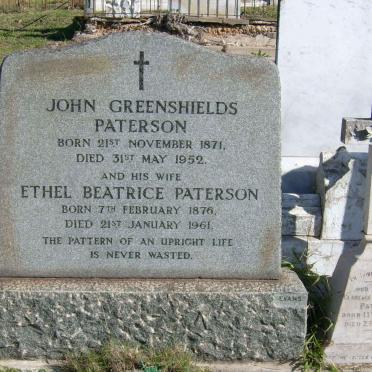 JOHN GREENSHIELDS
PATERSON
BORN 21ST NOVEMBER 1871,
DIED 31ST MAY 1952.
AND HIS WIFE
ETHEL BEATRICE PATERSON
BORN 7TH FEBRUARY 1876,
DIED 21ST JANUARY 1961.
THE PATTERN OF AN UPRIGHT LIFE
IS NEVER WASTED.
EVANS